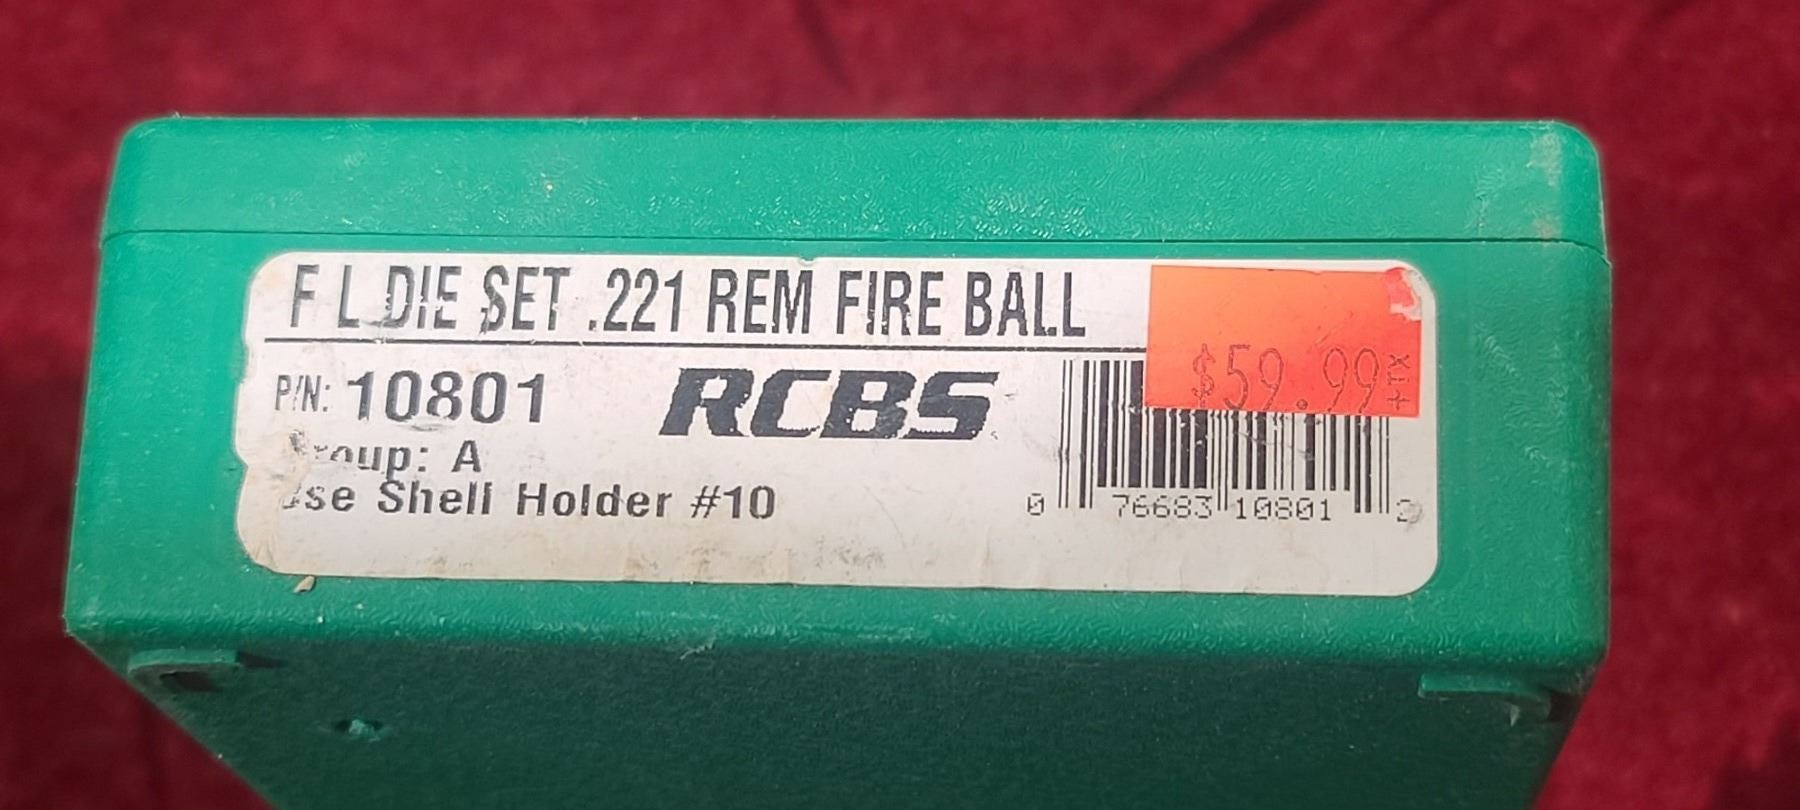 F L DIE SET .221 REM FIRE BALL
$59.99 +TX
P/N: 10801 RCBS
Group: A
Use Shell Holder #10
0 76683 10801 2